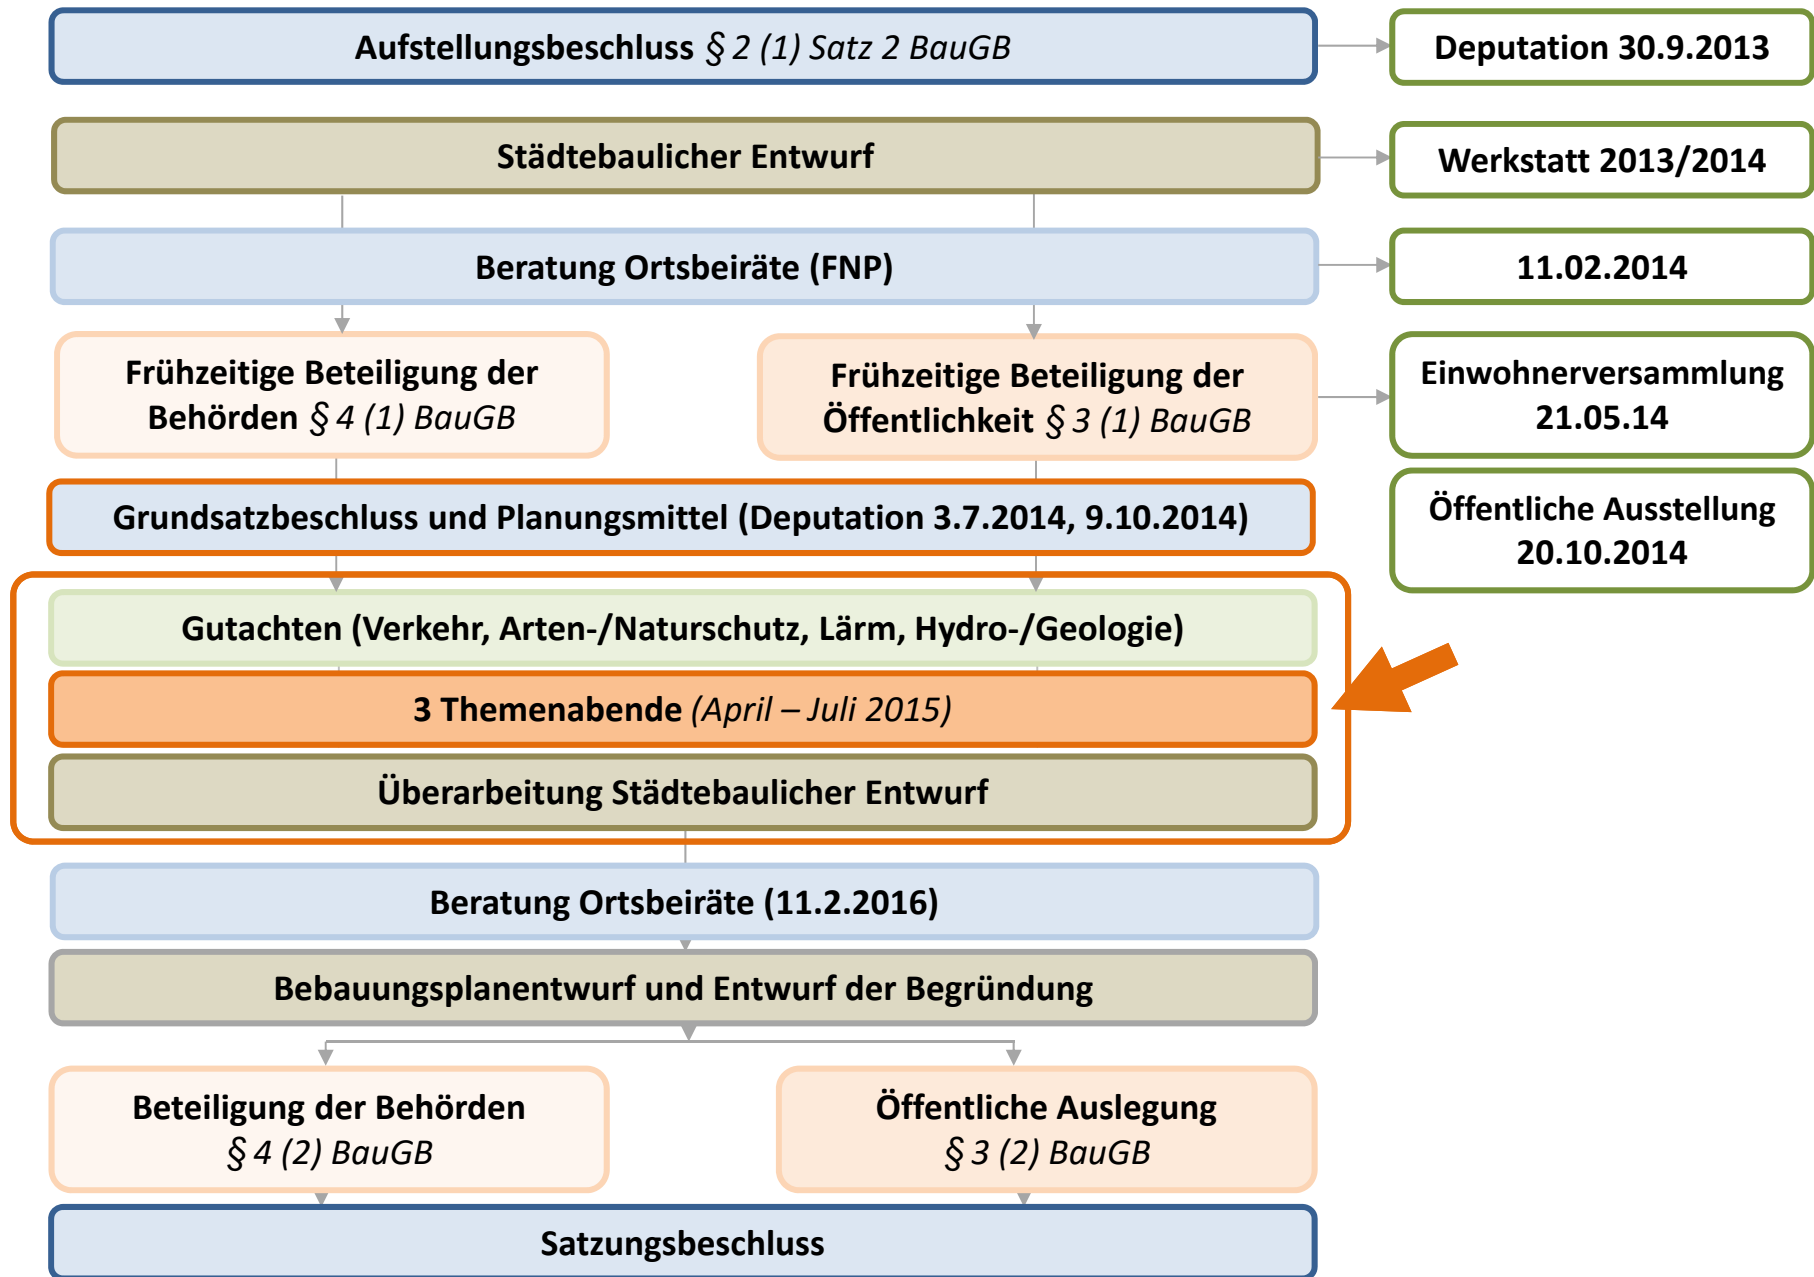 Aufstellungsbeschluss § 2 (1) Satz 2 BauGB
Deputation 30.9.2013
Städtebaulicher Entwurf
Werkstatt 2013/2014
Beratung Ortsbeiräte (FNP)
11.02.2014
Frühzeitige Beteiligung der
Behörden § 4 (1) BauGB
Frühzeitige Beteiligung der
Öffentlichkeit § 3 (1) BauGB
Einwohnerversammlung
21.05.14
Grundsatzbeschluss und Planungsmittel (Deputation 3.7.2014, 9.10.2014)
Öffentliche Ausstellung
20.10.2014
Gutachten (Verkehr, Arten-/Naturschutz, Lärm, Hydro-/Geologie)
3 Themenabende (April – Juli 2015)
Überarbeitung Städtebaulicher Entwurf
Beratung Ortsbeiräte (11.2.2016)
Bebauungsplanentwurf und Entwurf der Begründung
Beteiligung der Behörden
§ 4 (2) BauGB
Öffentliche Auslegung
§ 3 (2) BauGB
Satzungsbeschluss